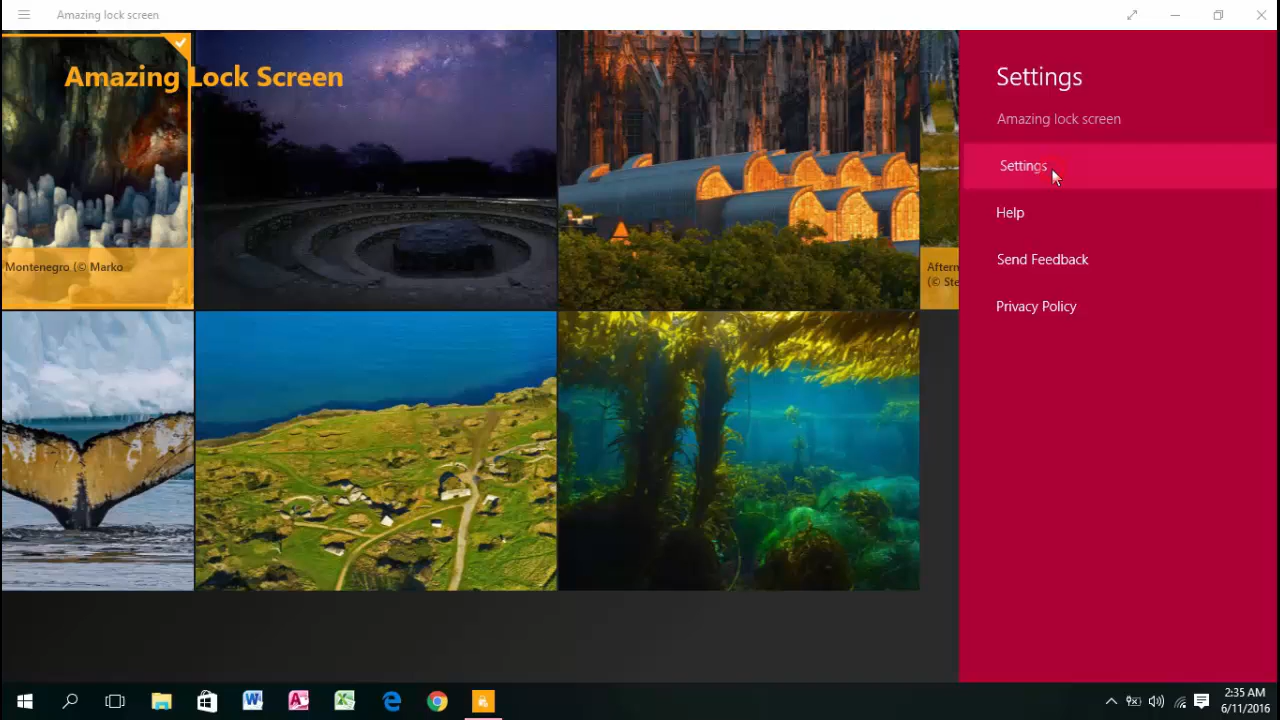 Amazing lock screen
Amazing Lock Screen
Montenegro (© Marko
Aftern
(© Ste
Settings
Amazing lock screen
Settings
Help
Send Feedback
Privacy Policy
2:35 AM
6/11/2016